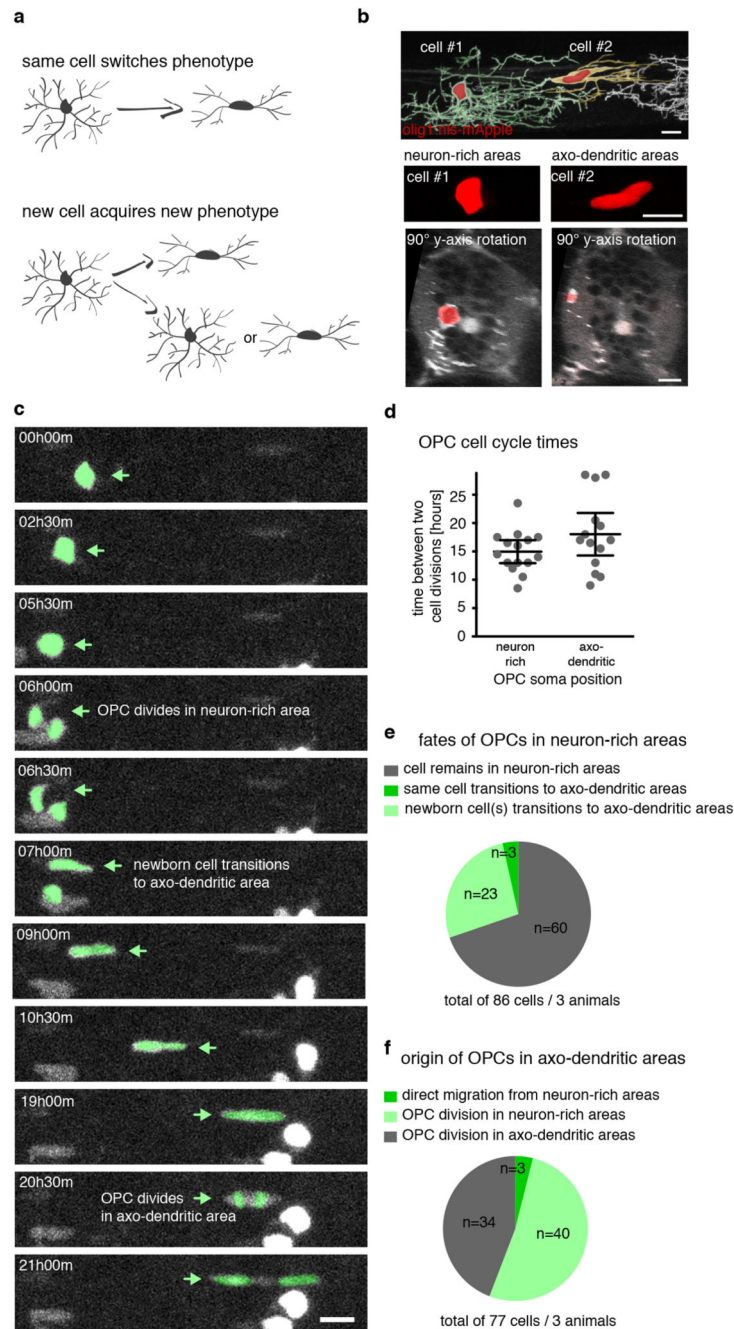 a
same cell switches phenotype
new cell acquires new phenotype
or
b
cell #1
cell #2
olig1:nls-mApple
neuron-rich areas
axo-dendritic areas
cell #1
cell #2
90° y-axis rotation
90° y-axis rotation
c
00h00m
02h30m
05h30m
06h00m
OPC divides in neuron-rich area
06h30m
07h00m
newborn cell transitions
to axo-dendritic area
09h00m
10h30m
19h00m
20h30m
OPC divides
in axo-dendritic area
21h00m
d
OPC cell cycle times
time between two
cell divisions [hours]
25
20
15
10
5
0
neuron
rich
axo-
dendritic
OPC soma position
e
fates of OPCs in neuron-rich areas
cell remains in neuron-rich areas
same cell transitions to axo-dendritic areas
newborn cell(s) transitions to axo-dendritic areas
n=3
n=23
n=60
total of 86 cells / 3 animals
f
origin of OPCs in axo-dendritic areas
direct migration from neuron-rich areas
OPC division in neuron-rich areas
OPC division in axo-dendritic areas
n=3
n=34
n=40
total of 77 cells / 3 animals